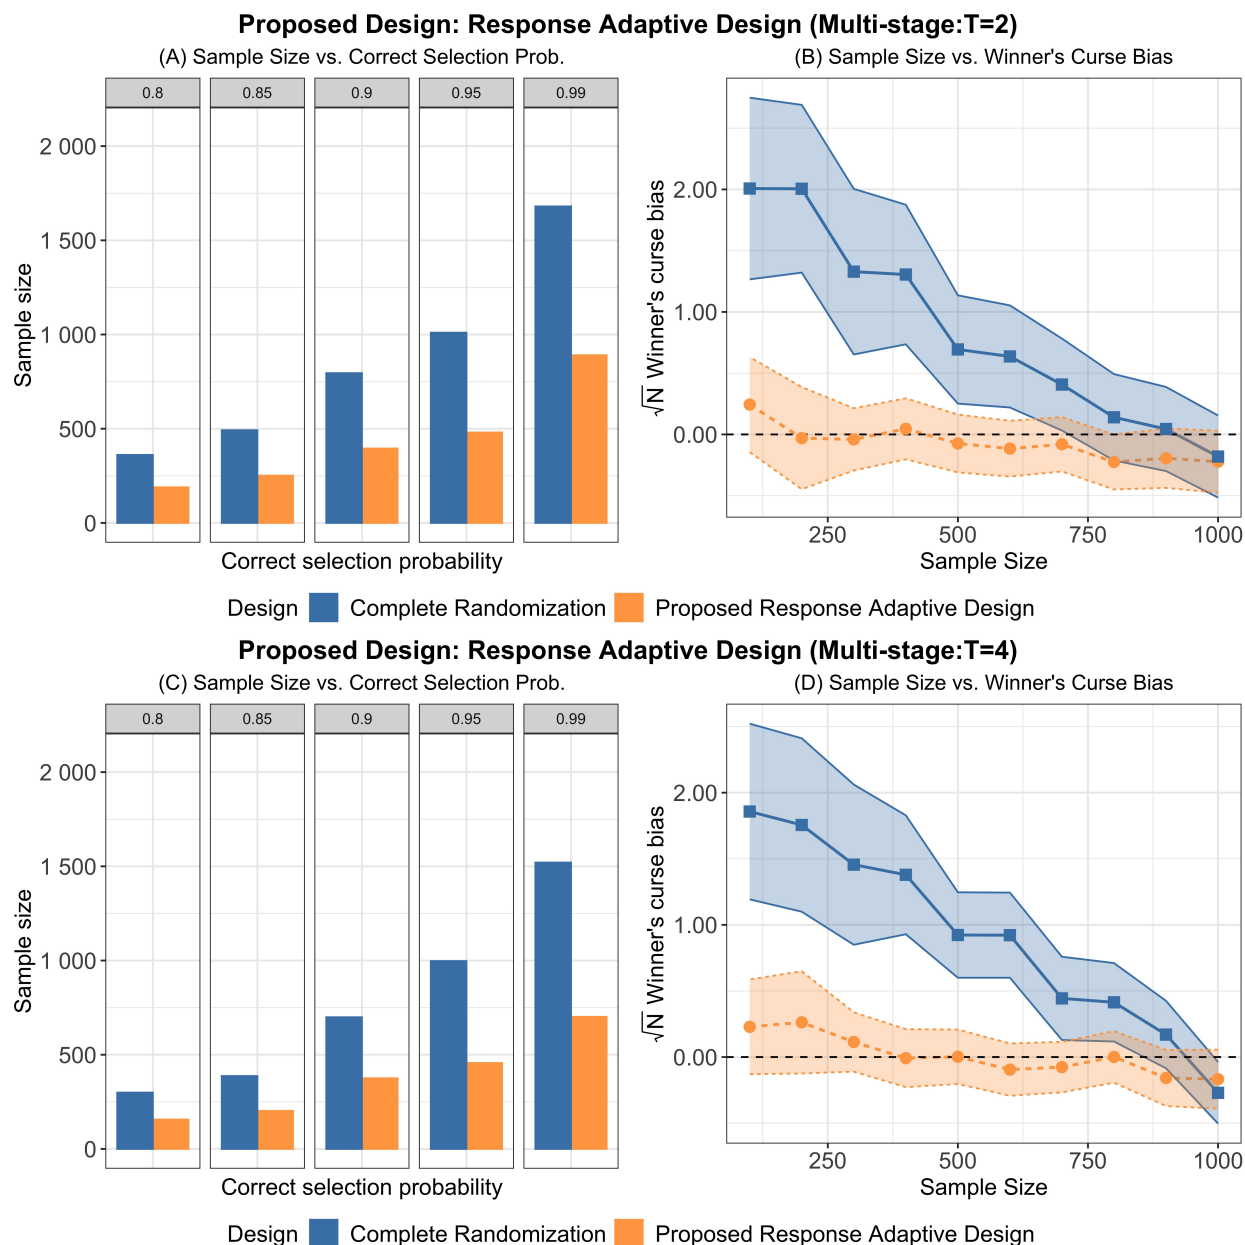 Proposed Design: Response Adaptive Design (Multi-stage:T=2)
(A) Sample Size vs. Correct Selection Prob.
0.8 0.85 0.9 0.95 0.99
2 000
1 500
1 000
500
0
Sample size
Correct selection probability
(B) Sample Size vs. Winner's Curse Bias
2.00
1.00
0.00
√N Winner's curse bias
250 500 750 1000
Sample Size
Design Complete Randomization Proposed Response Adaptive Design
Proposed Design: Response Adaptive Design (Multi-stage:T=4)
(C) Sample Size vs. Correct Selection Prob.
0.8 0.85 0.9 0.95 0.99
2 000
1 500
1 000
500
0
Sample size
Correct selection probability
(D) Sample Size vs. Winner's Curse Bias
2.00
1.00
0.00
√N Winner's curse bias
250 500 750 1000
Sample Size
Design Complete Randomization Proposed Response Adaptive Design